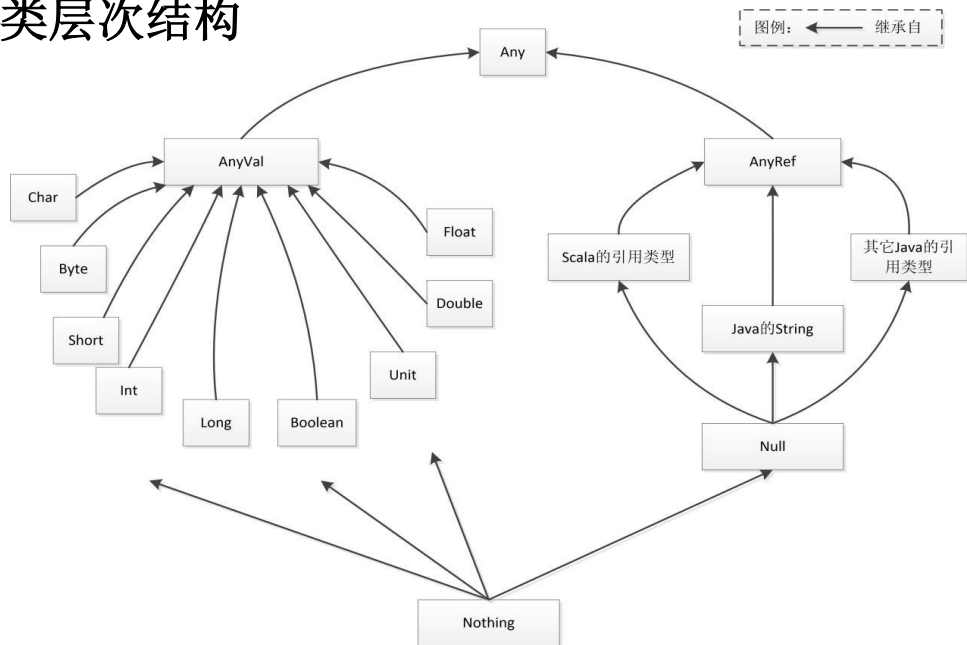 类层次结构
图例：
继承自
Any
AnyVal
AnyRef
Char
Float
Scala的引用类型
其它Java的引
用类型
Byte
Double
Java的String
Short
Unit
Int
Long
Boolean
Null
Nothing